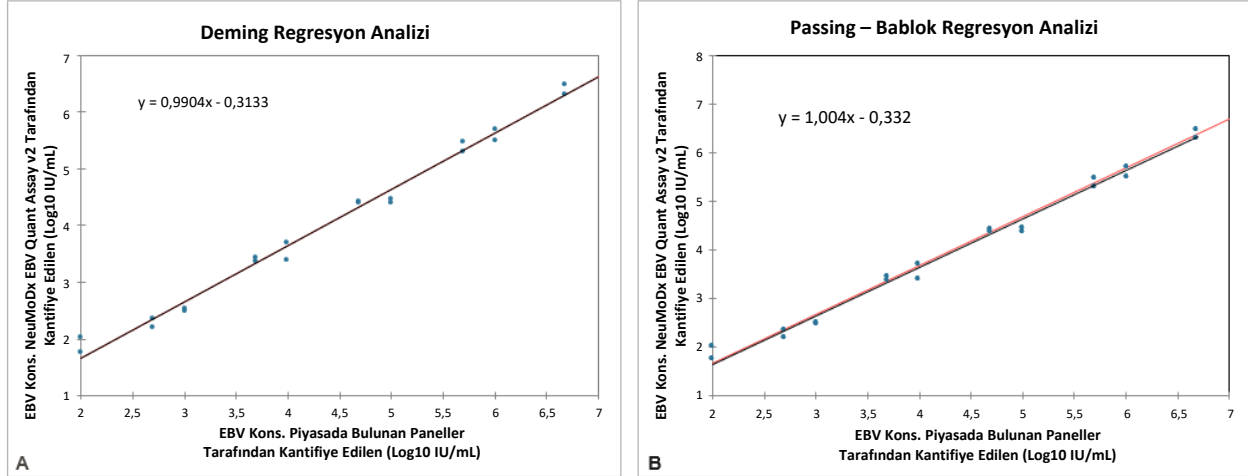 Deming Regresyon Analizi
EBV Kons. NeuMoDx EBV Quant Assay v2 Tarafından
Kantifiye Edilen (Log10 IU/mL)
7
6
5
4
3
2
1
y = 0,9904x - 0,3133
2 2,5 3 3,5 4 4,5 5 5,5 6 6,5 7
EBV Kons. Piyasada Bulunan Paneller
Tarafından Kantifiye Edilen (Log10 IU/mL)
A
Passing – Bablok Regresyon Analizi
EBV Kons. NeuMoDx EBV Quant Assay v2 Tarafından
Kantifiye Edilen (Log10 IU/mL)
8
7
6
5
4
3
2
1
y = 1,004x - 0,332
2 2,5 3 3,5 4 4,5 5 5,5 6 6,5 7
EBV Kons. Piyasada Bulunan Paneller
Tarafından Kantifiye Edilen (Log10 IU/mL)
B